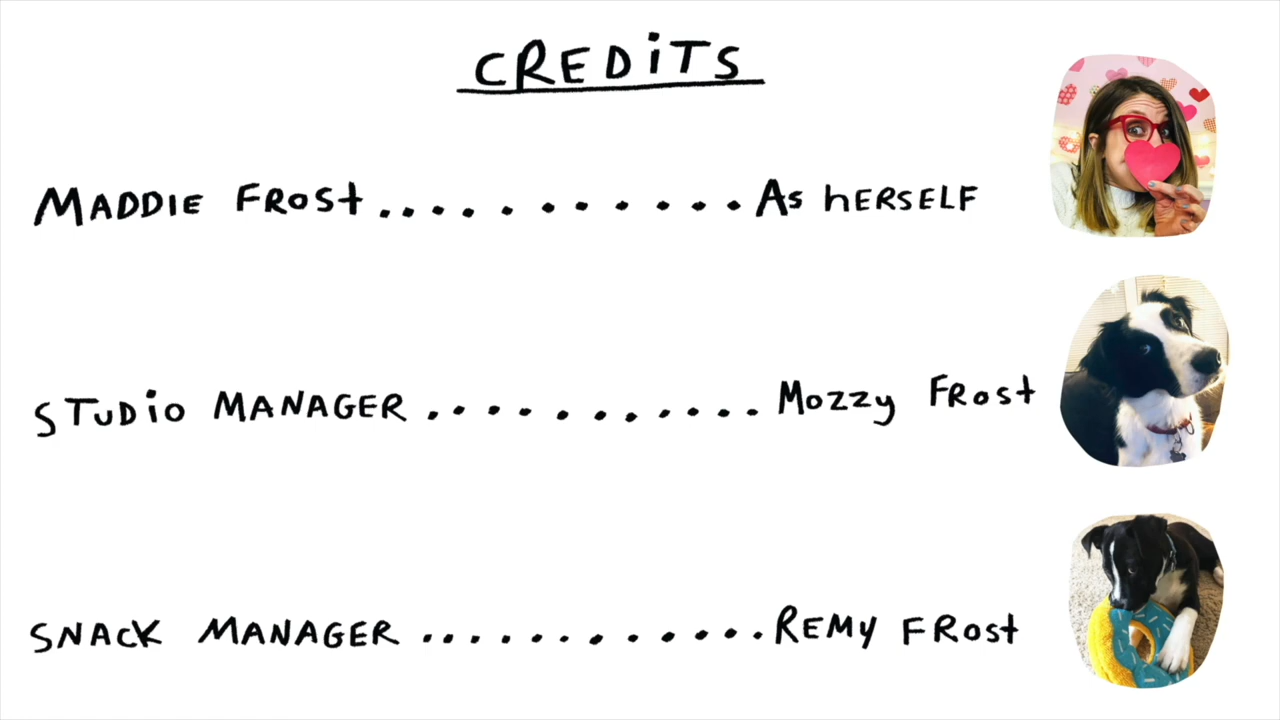 CREDiTS
MADDIE FROSt............As hERSELF
STuDio MANAGER...........Mozzy FRost
SNAcK MANAGER............REMy FRost